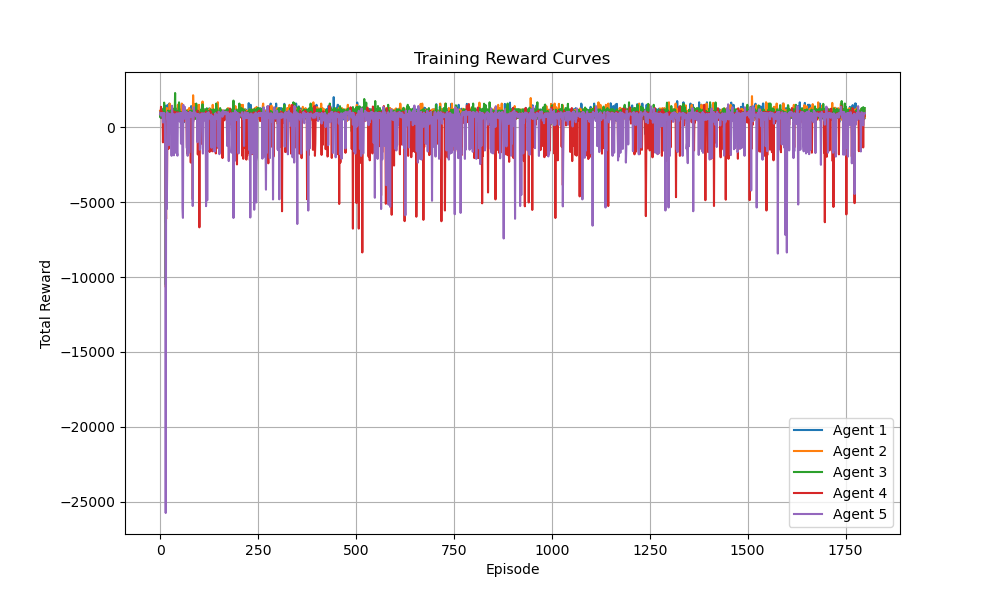 Training Reward Curves
Total Reward
0
−5000
−10000
−15000
−20000
−25000
0 250 500 750 1000 1250 1500 1750
Episode
Agent 1
Agent 2
Agent 3
Agent 4
Agent 5